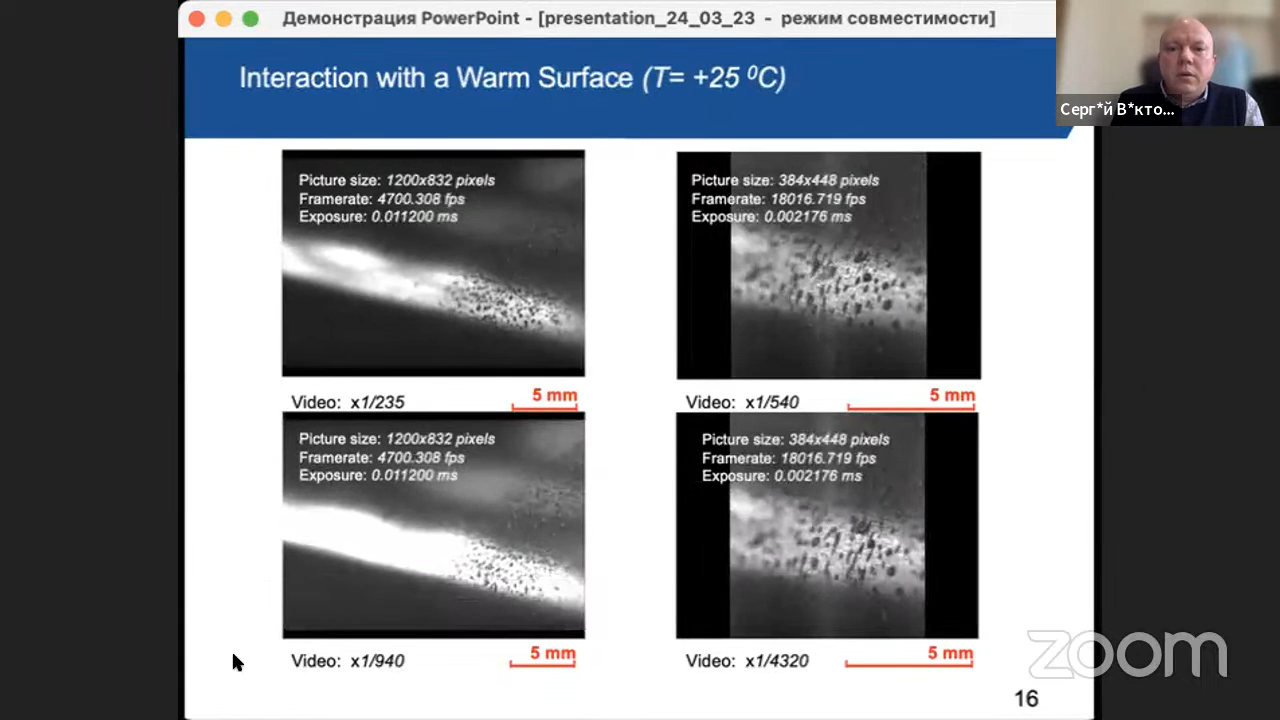 Демонстрация PowerPoint - [presentation_24_03_23 - режим совместимости]
Interaction with a Warm Surface (T= +25 ⁰C)
Серг*й В*кто...
Picture size: 1200x832 pixels
Framerate: 4700.308 fps
Exposure: 0.011200 ms
Picture size: 384x448 pixels
Framerate: 18016.719 fps
Exposure: 0.002176 ms
Video: x1/235
5 mm
Video: x1/540
5 mm
Picture size: 1200x832 pixels
Framerate: 4700.308 fps
Exposure: 0.011200 ms
Picture size: 384x448 pixels
Framerate: 18016.719 fps
Exposure: 0.002176 ms
Video: x1/940
5 mm
Video: x1/4320
5 mm
zoom
16